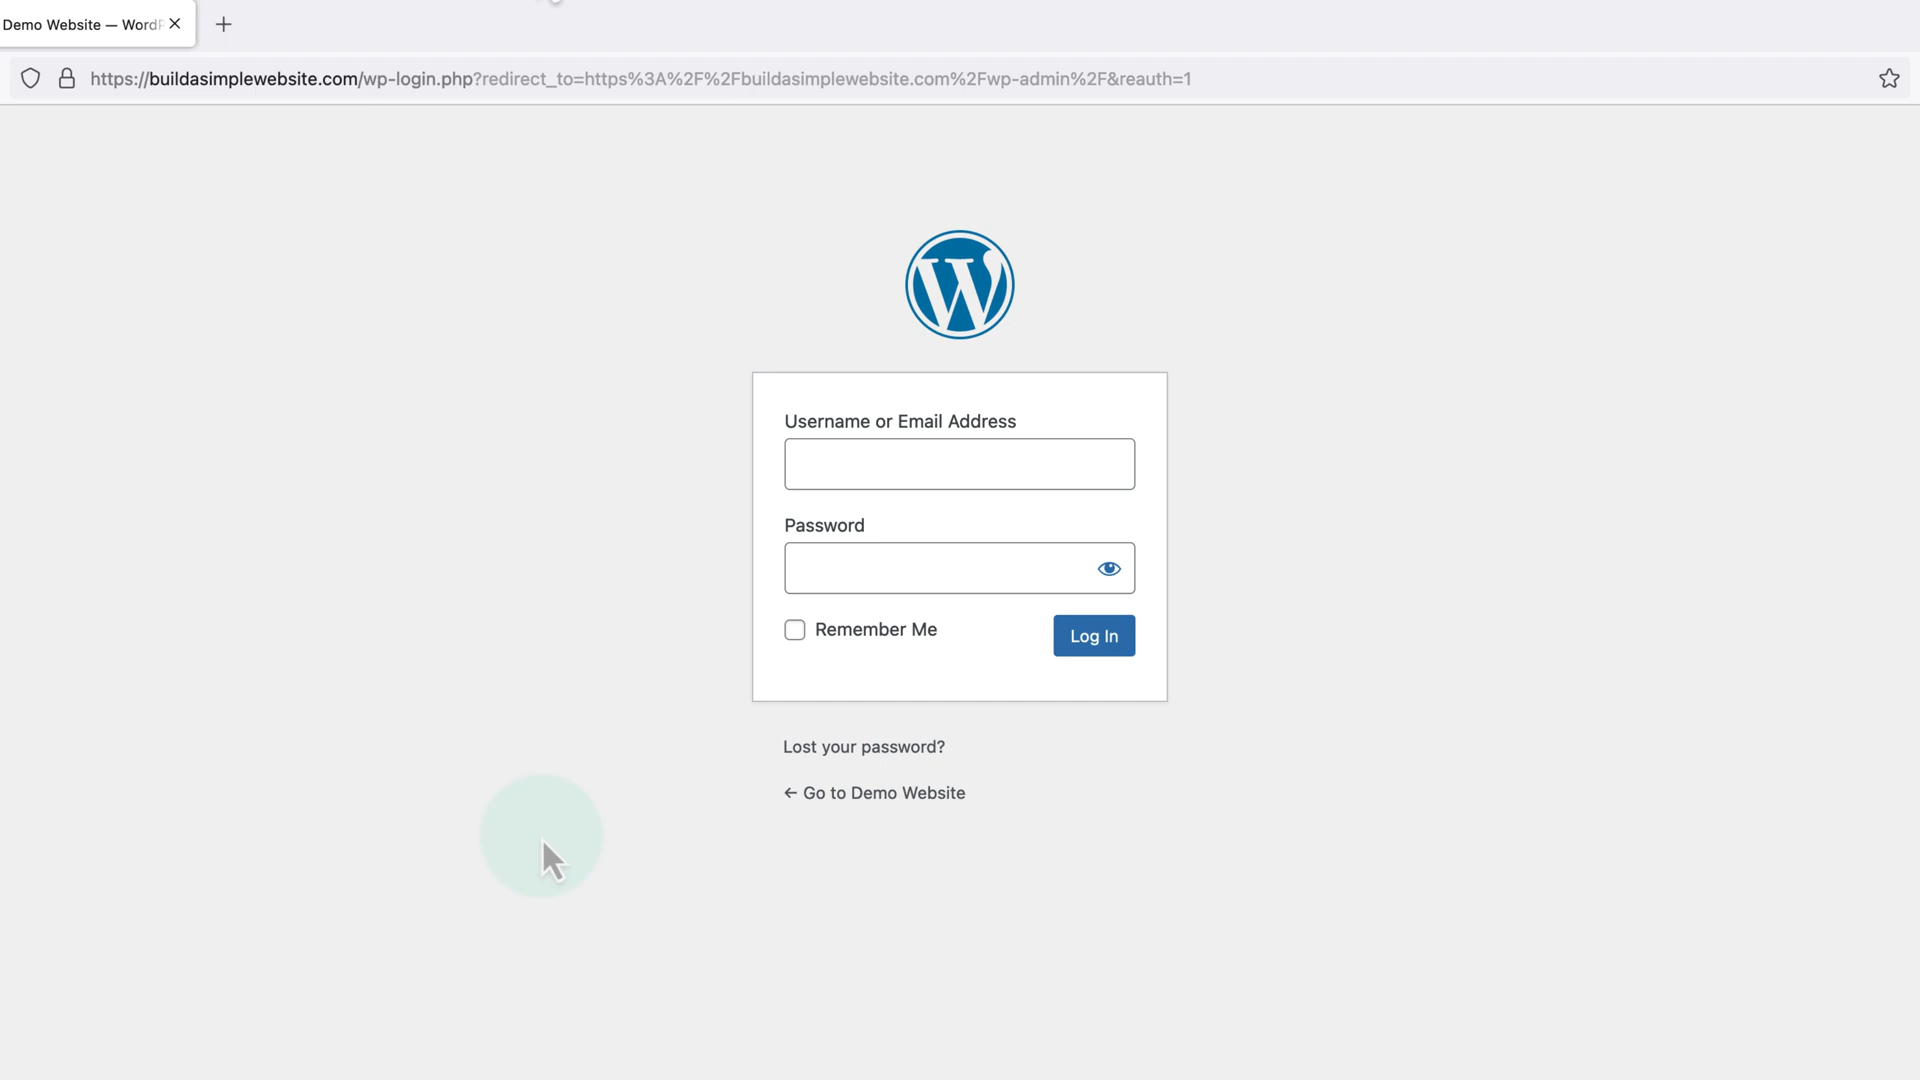 Demo Website — WordP
https://buildasimplewebsite.com/wp-login.php?redirect_to=https%3A%2F%2Fbuildasimplewebsite.com%2Fwp-admin%2F&reauth=1
Username or Email Address
Password
Remember Me
Log In
Lost your password?
← Go to Demo Website